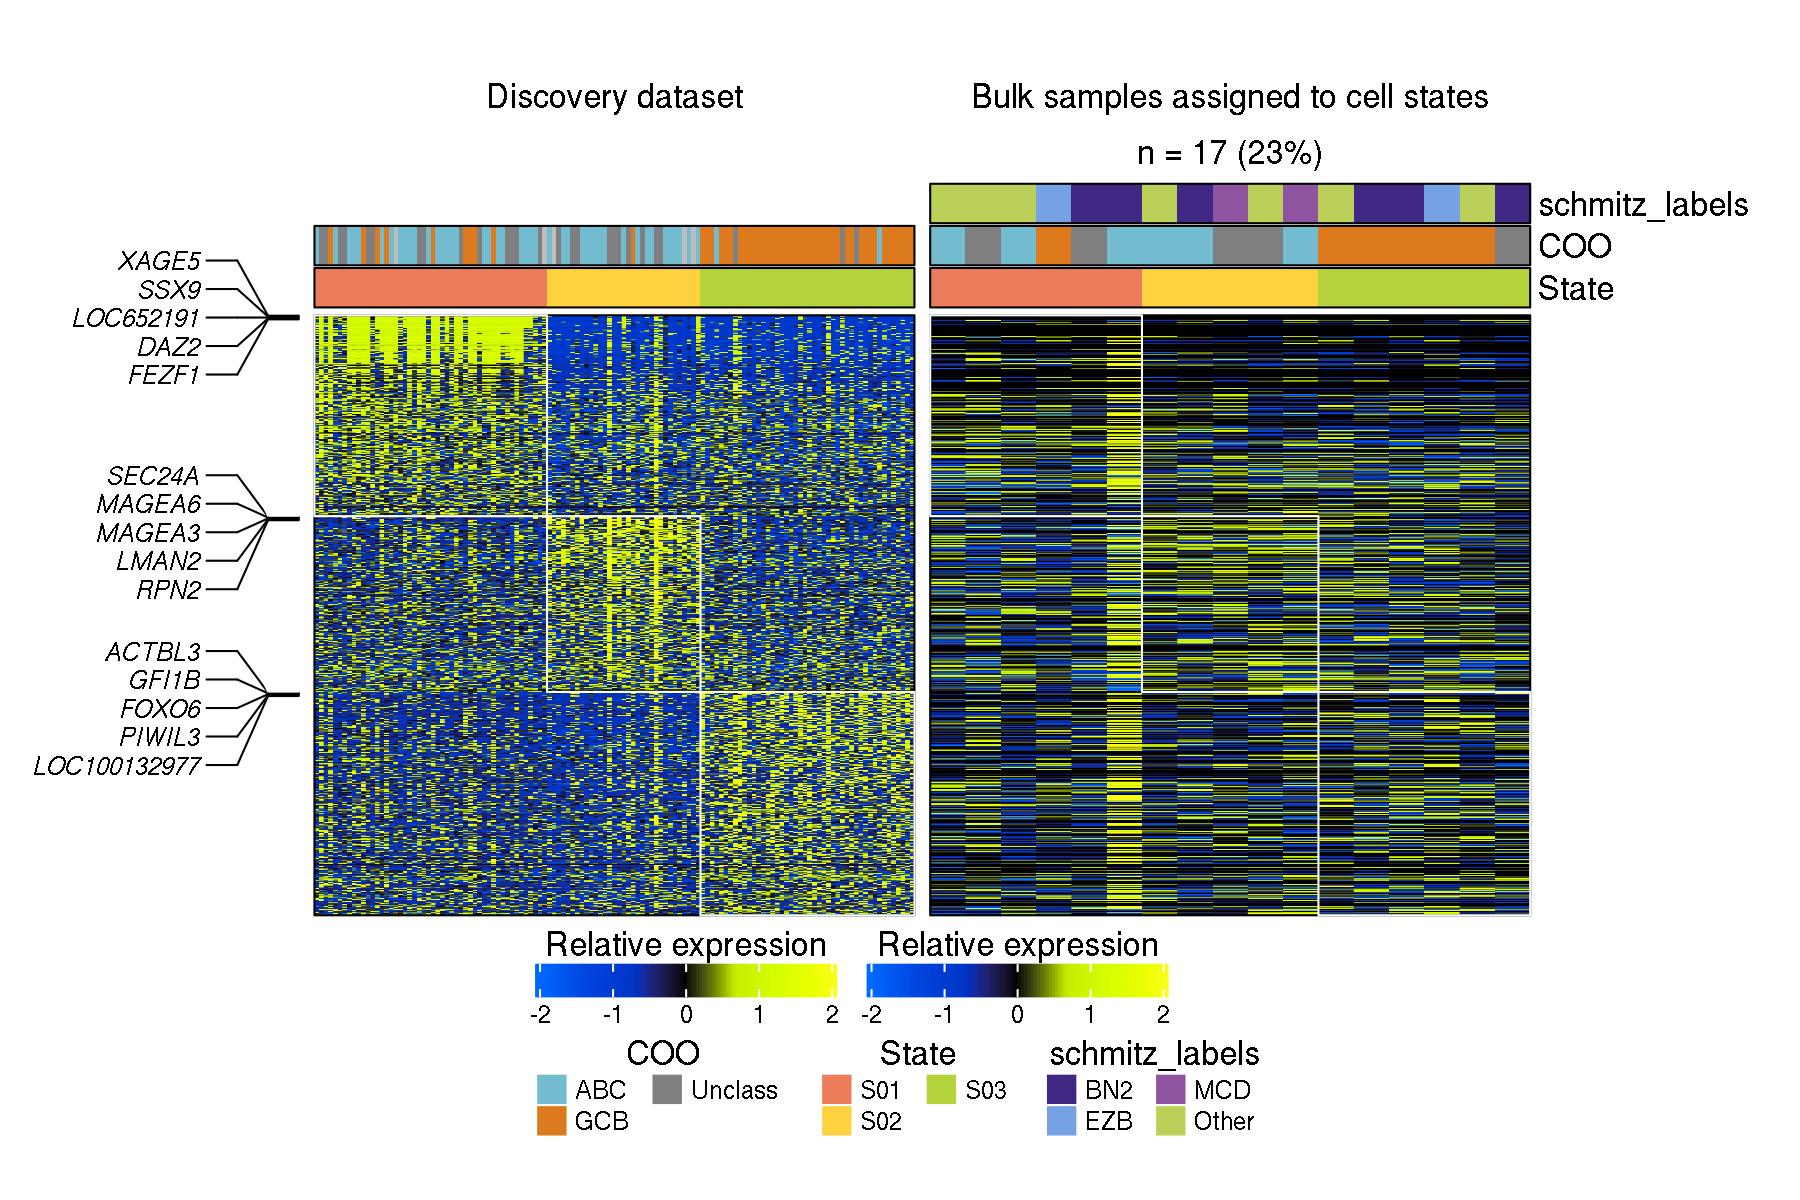 Discovery dataset
Bulk samples assigned to cell states
n = 17 (23%)
schmitz_labels
COO
State
XAGE5
SSX9
LOC652191
DAZ2
FEZF1
SEC24A
MAGEA6
MAGEA3
LMAN2
RPN2
ACTBL3
GFI1B
FOXO6
PIWIL3
LOC100132977
Relative expression
Relative expression
-2 -1 0 1 2
-2 -1 0 1 2
COO
State
schmitz_labels
ABC Unclass
S01 S03
BN2 MCD
GCB
S02
EZB Other